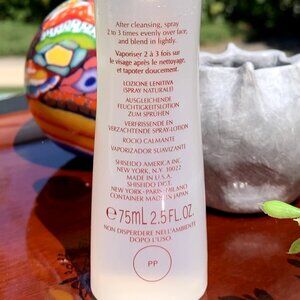 After cleansing, spray
2 to 3 times evenly over face,
and blend in lightly.
Vaporiser 2 à 3 fois sur
le visage après le nettoyage,
et tapoter doucement.
LOZIONE LENITIVA
(SPRAY NATURALE)
AUSGLEICHENDE
FEUCHTIGKEITSLOTION
ZUM SPRÜHEN
VERFRISSENDE EN
VERZACHTENDE SPRAY-LOTION
ROCIO CALMANTE
VAPORIZADOR SUAVIZANTE
SHISEIDO AMERICA INC.
NEW YORK, N.Y. 10022
MADE IN U.S.A.
SHISEIDO DGT
NEW YORK-PARIS-MILANO
CONTAINER MADE IN JAPAN
℮75mL 2.5 FL.OZ.
NON DISPERDERE NELL'AMBIENTE
DOPO L'USO
PP